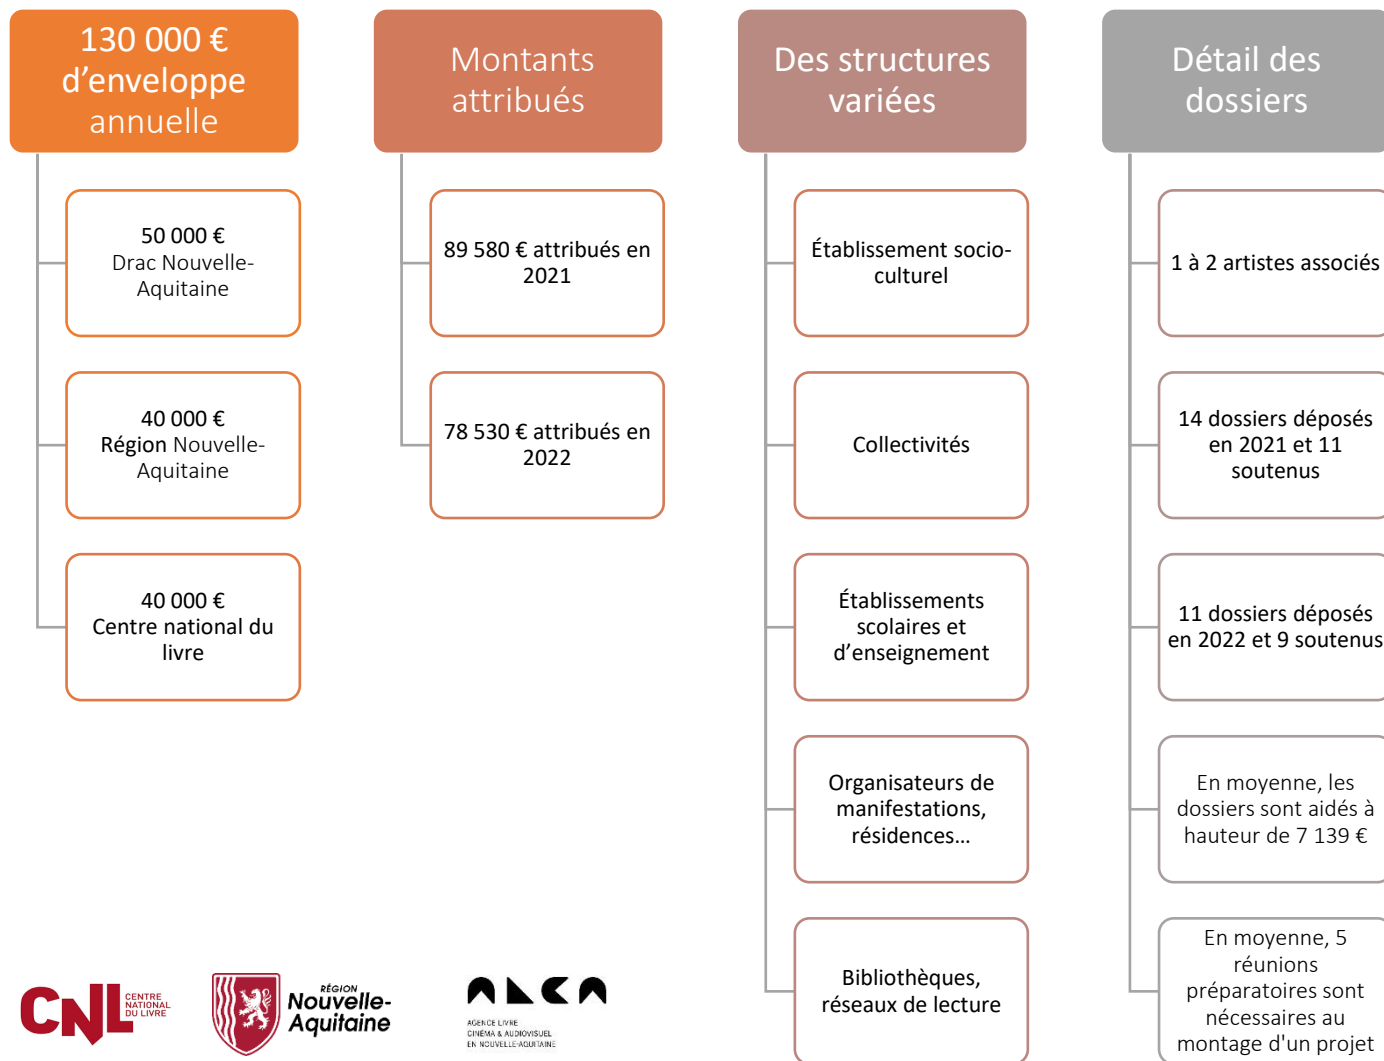 130 000 €
d’enveloppe
annuelle
50 000 €
Drac Nouvelle-
Aquitaine
40 000 €
Région Nouvelle-
Aquitaine
40 000 €
Centre national du
livre
Montants
attribués
89 580 € attribués en
2021
78 530 € attribués en
2022
Des structures
variées
Établissement socio-
culturel
Collectivités
Établissements
scolaires et
d’enseignement
Organisateurs de
manifestations,
résidences...
Bibliothèques,
réseaux de lecture
Détail des
dossiers
1 à 2 artistes associés
14 dossiers déposés
en 2021 et 11
soutenus
11 dossiers déposés
en 2022 et 9 soutenus
En moyenne, les
dossiers sont aidés à
hauteur de 7 139 €
En moyenne, 5
réunions
préparatoires sont
nécessaires au
montage d'un projet
CNL
CENTRE
NATIONAL
DU LIVRE
RÉGION
Nouvelle-
Aquitaine
ALCA
AGENCE LIVRE
CINÉMA & AUDIOVISUEL
EN NOUVELLE-AQUITAINE